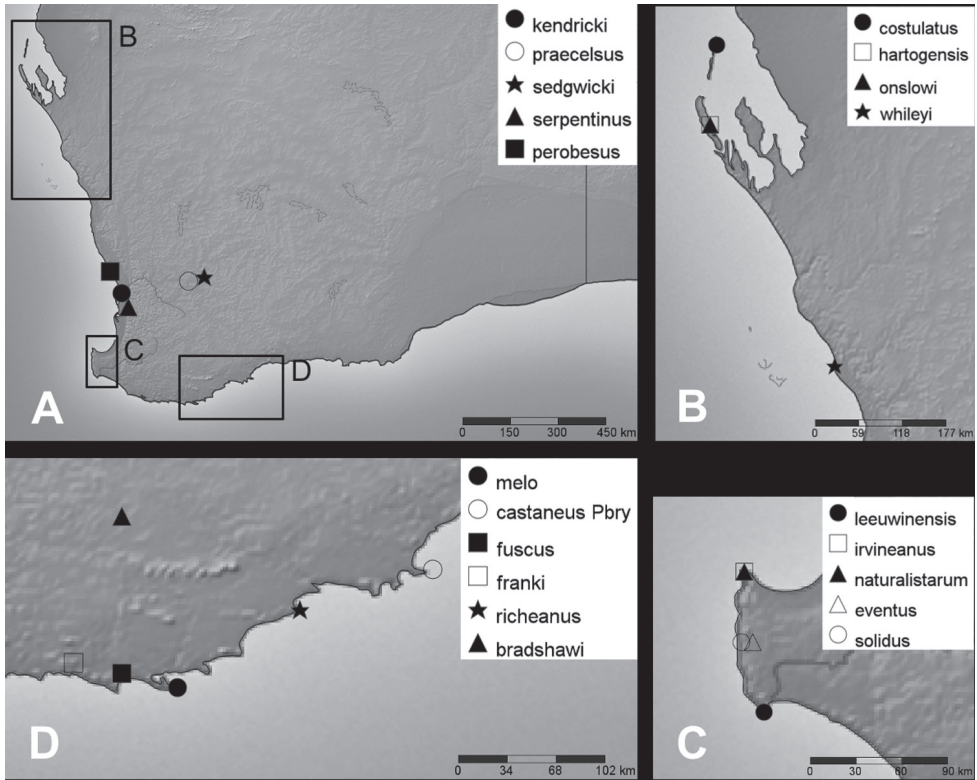 B
kendricki
praecelsus
sedgwicki
serpentinus
perobesus
C
D
A
0 150 300 450 km
costulatus
hartogensis
onslowi
whileyi
B
0 59 118 177 km
melo
castaneus Pbry
fuscus
franki
richeanus
bradshawi
D
0 34 68 102 km
leeuwinensis
irvineanus
naturalistarum
eventus
solidus
C
0 30 60 90 km